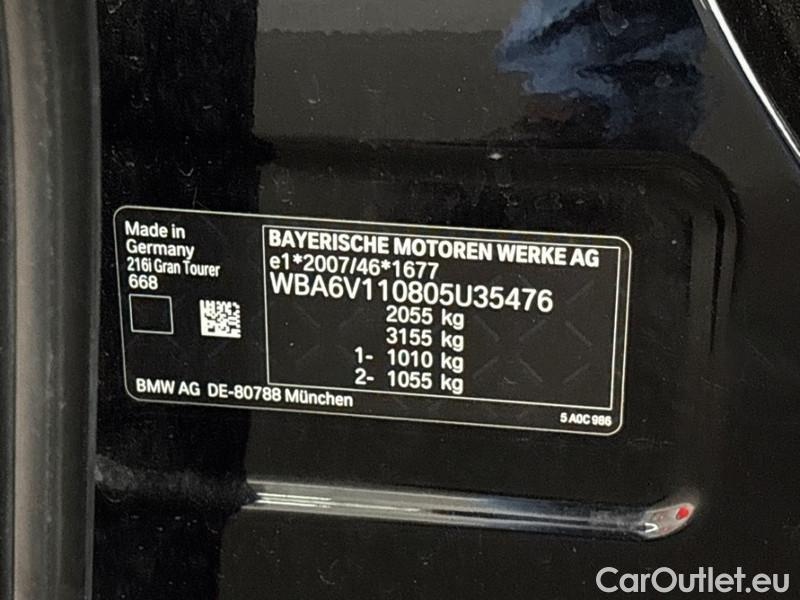 Made in
Germany
216i Gran Tourer
668
BAYERISCHE MOTOREN WERKE AG
e1*2007/46*1677
WBA6V110805U35476
2055 kg
3155 kg
1- 1010 kg
2- 1055 kg
BMW AG DE-80788 München
5 A0C 986
CarOutlet.eu